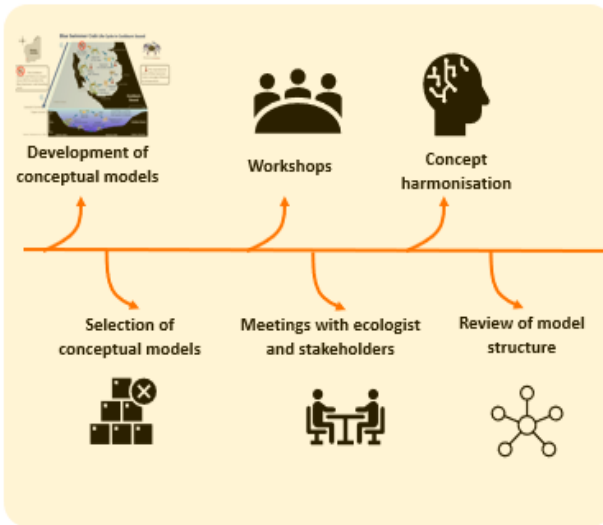 Development of
conceptual models
Workshops
Concept
harmonisation
Selection of
conceptual models
Meetings with ecologist
and stakeholders
Review of model
structure